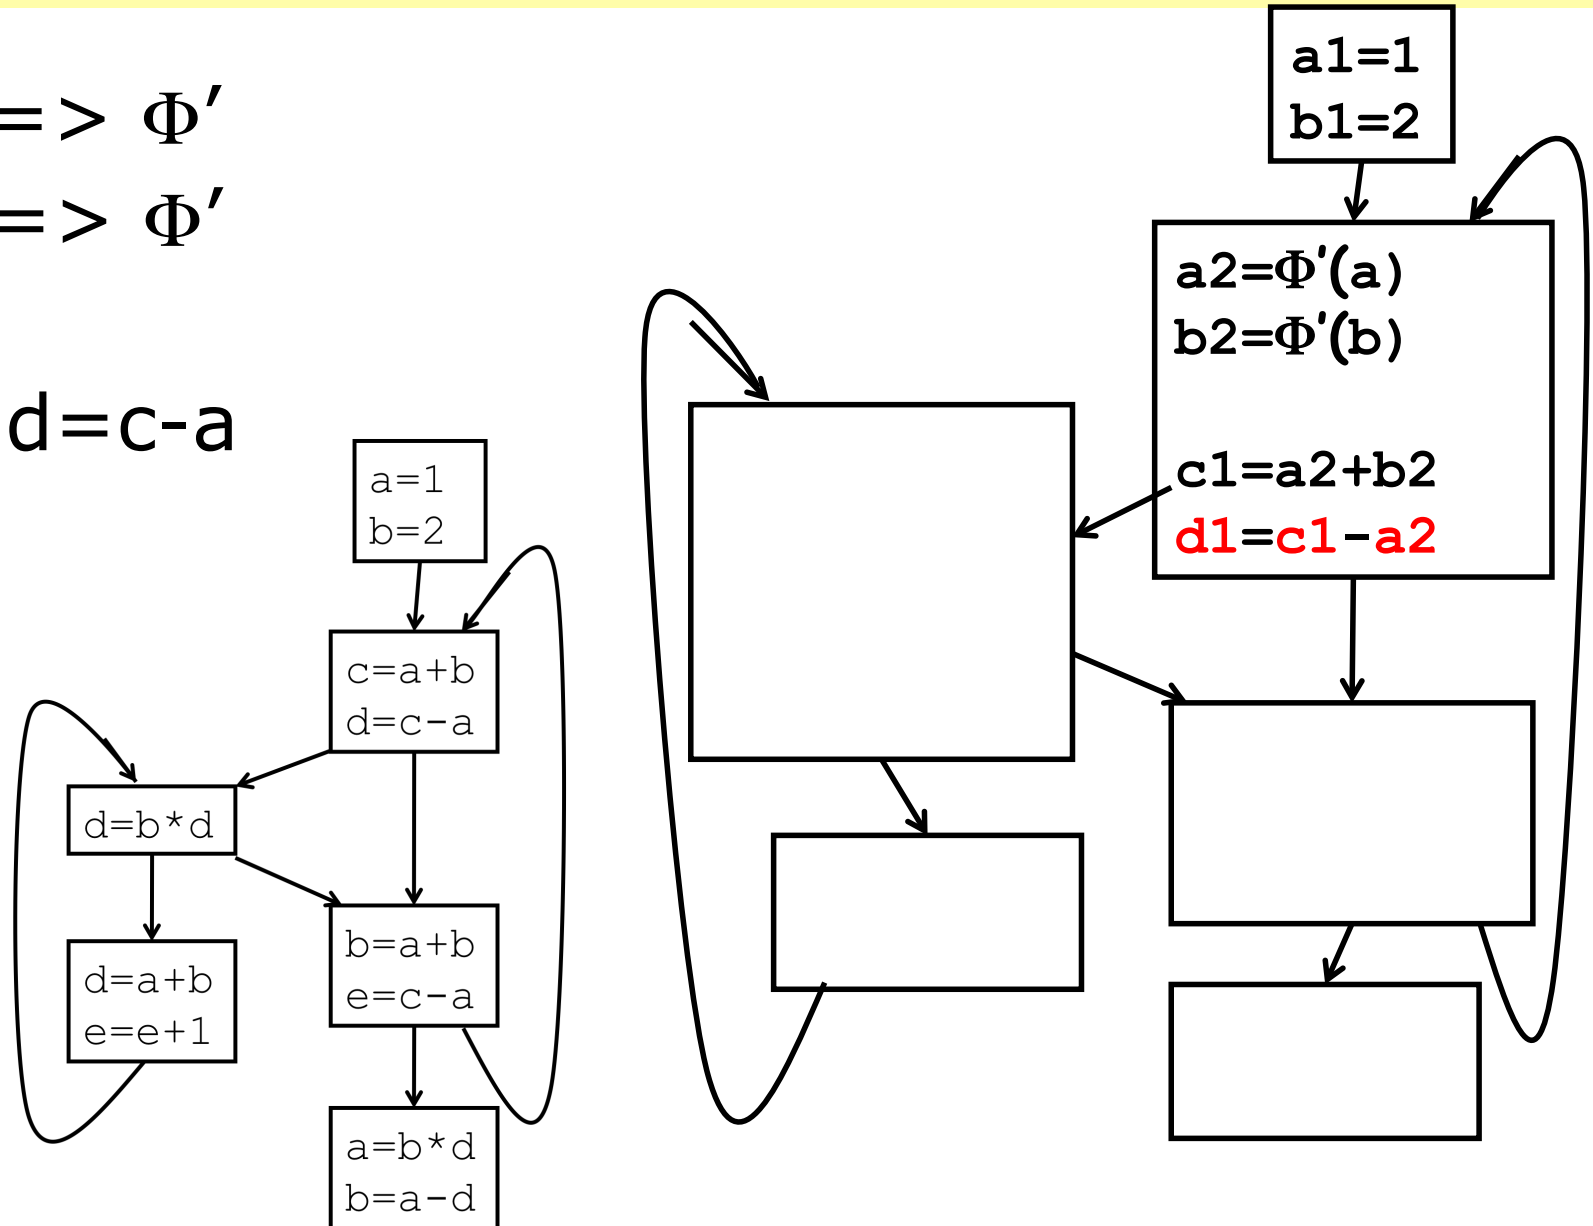 => Φ′
=> Φ′
d=c-a
a=1
b=2
c=a+b
d=c-a
d=b*d
d=a+b
e=e+1
b=a+b
e=c-a
a=b*d
b=a-d
a1=1
b1=2
a2=Φ'(a)
b2=Φ'(b)
c1=a2+b2
d1=c1-a2